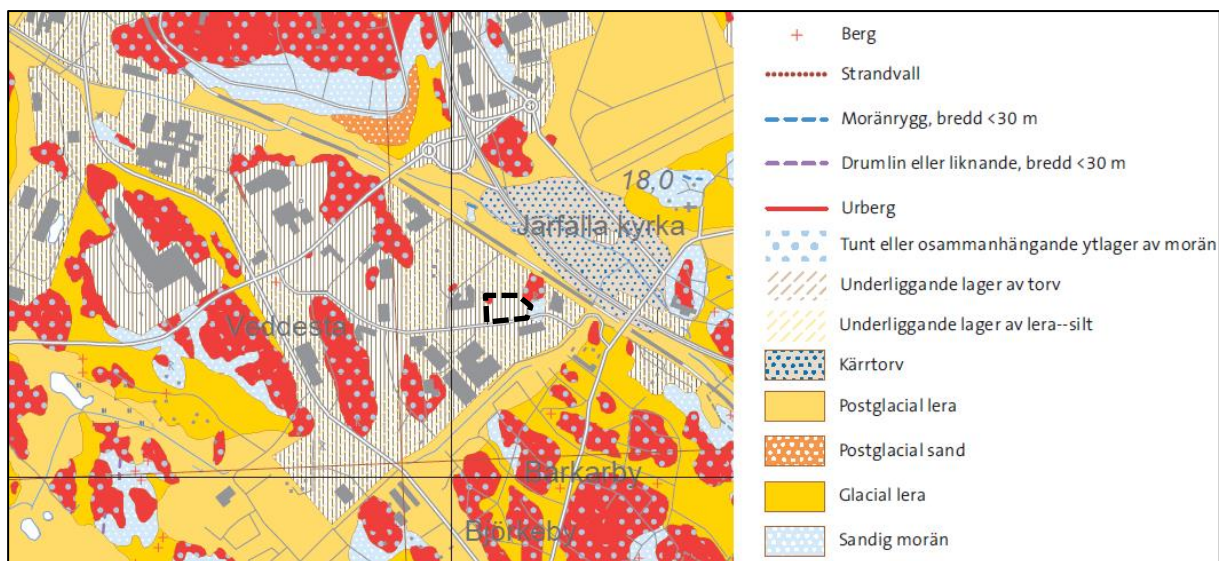 18,0
Järfälla kyrka
Veddesta
Barkarby
Björkeby
Berg
Strandvall
Moränrygg, bredd <30 m
Drumlin eller liknande, bredd <30 m
Urberg
Tunt eller osammanhängande ytlager av morän
Underliggande lager av torv
Underliggande lager av lera--silt
Kärrtorv
Postglacial lera
Postglacial sand
Glacial lera
Sandig morän